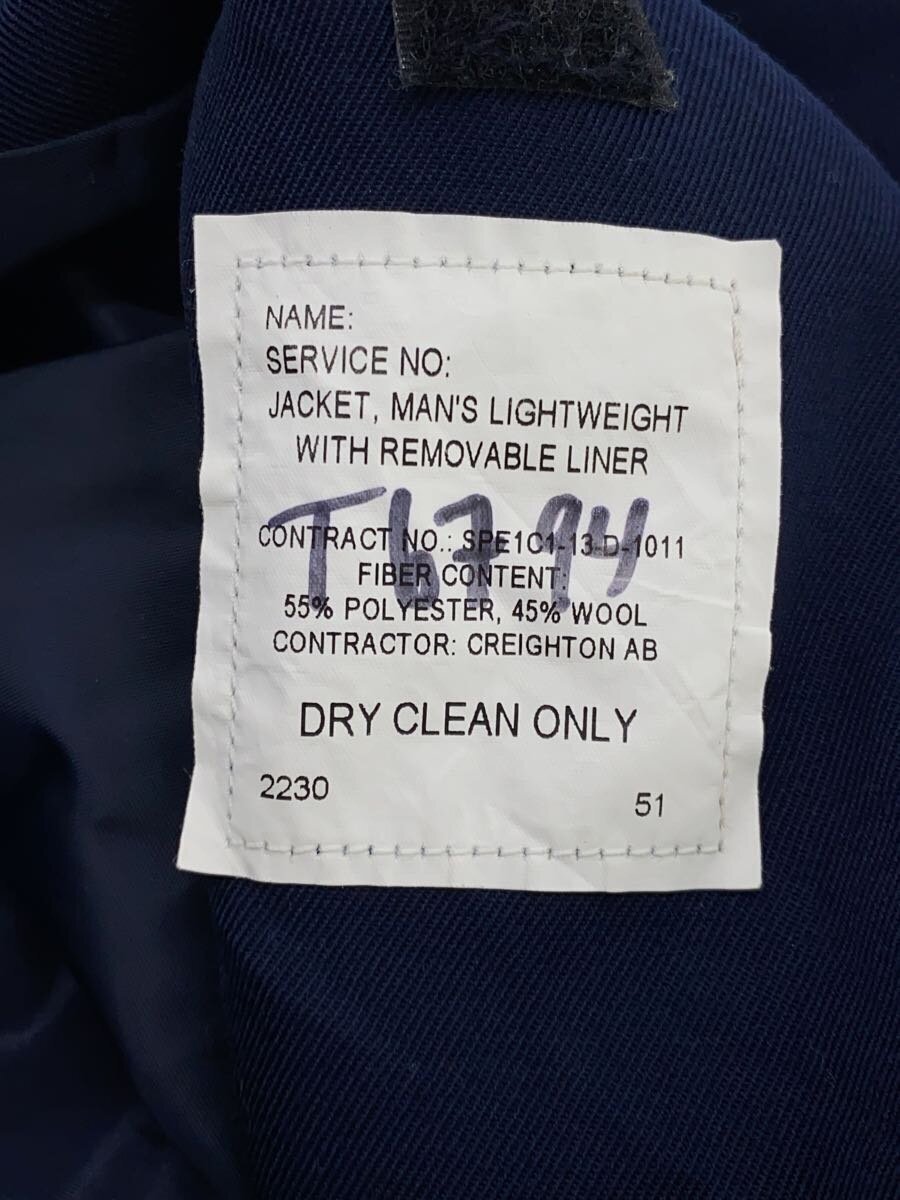 NAME:
SERVICE NO:
JACKET, MAN'S LIGHTWEIGHT
WITH REMOVABLE LINER
T6794
CONTRACT NO.: SPE1C1-13-D-1011
FIBER CONTENT:
55% POLYESTER, 45% WOOL
CONTRACTOR: CREIGHTON AB
DRY CLEAN ONLY
2230
51